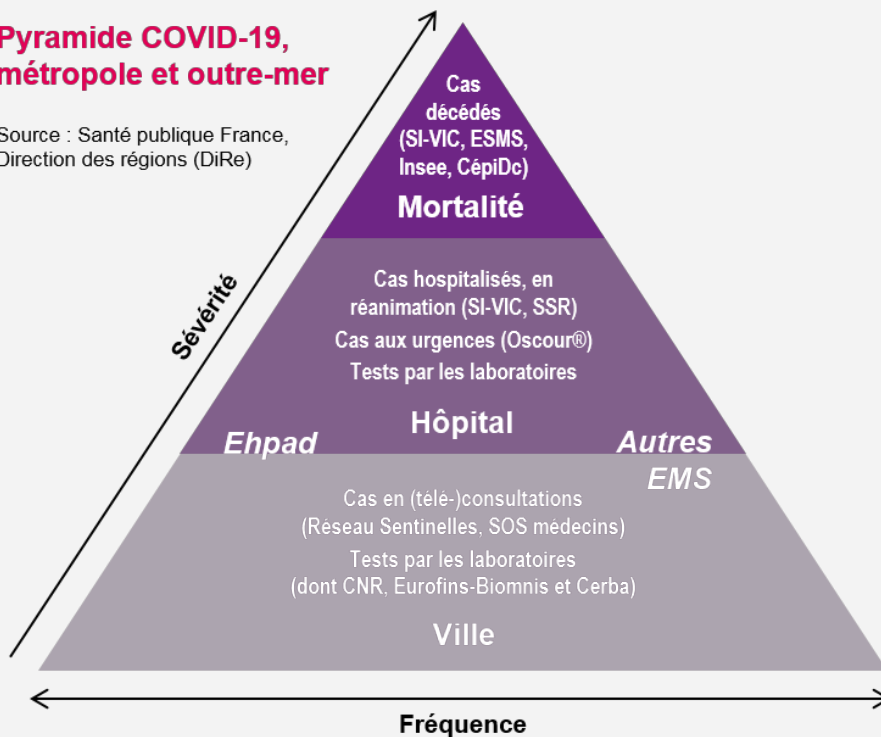 Pyramide COVID-19,
métropole et outre-mer
Source : Santé publique France,
Direction des régions (DiRe)
Sévérité
Cas
décédés
(SI-VIC, ESMS,
Insee, CépiDc)
Mortalité
Cas hospitalisés, en
réanimation (SI-VIC, SSR)
Cas aux urgences (Oscour®)
Tests par les laboratoires
Hôpital
Ehpad
Autres
EMS
Cas en (télé-)consultations
(Réseau Sentinelles, SOS médecins)
Tests par les laboratoires
(dont CNR, Eurofins-Biomnis et Cerba)
Ville
Fréquence